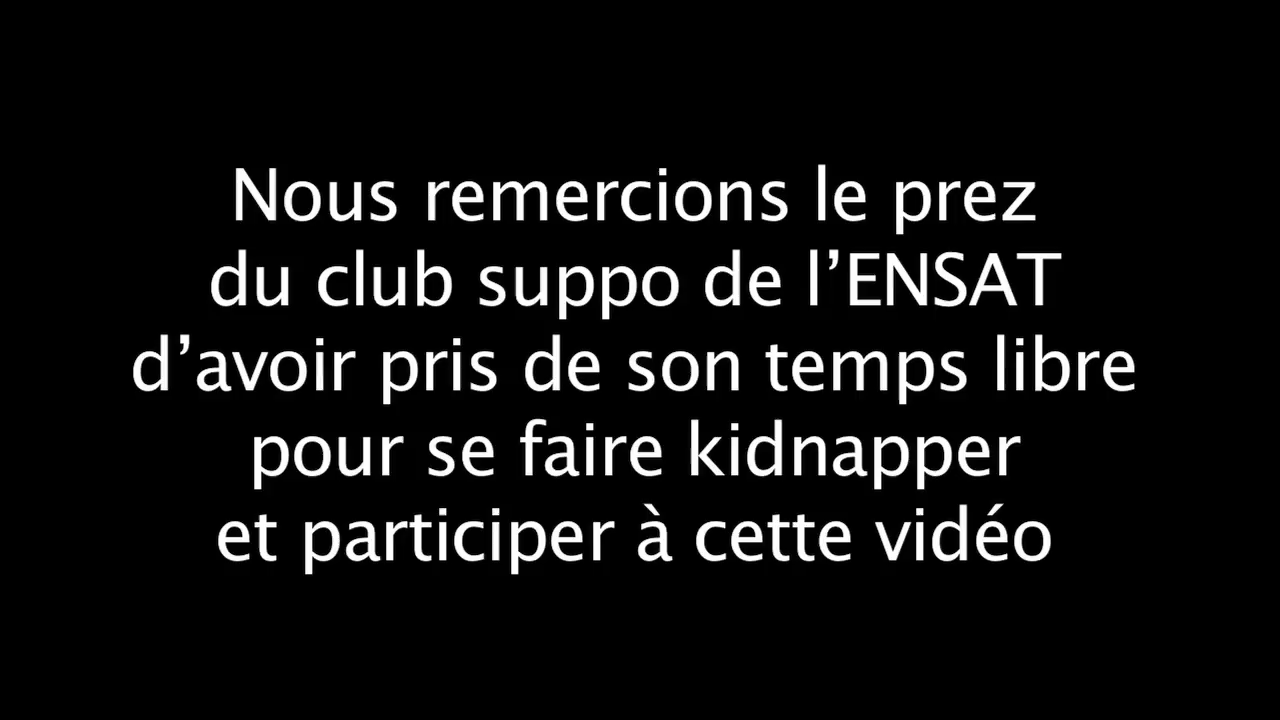 Nous remercions le prez
du club suppo de l’ENSAT
d’avoir pris de son temps libre
pour se faire kidnapper
et participer à cette vidéo